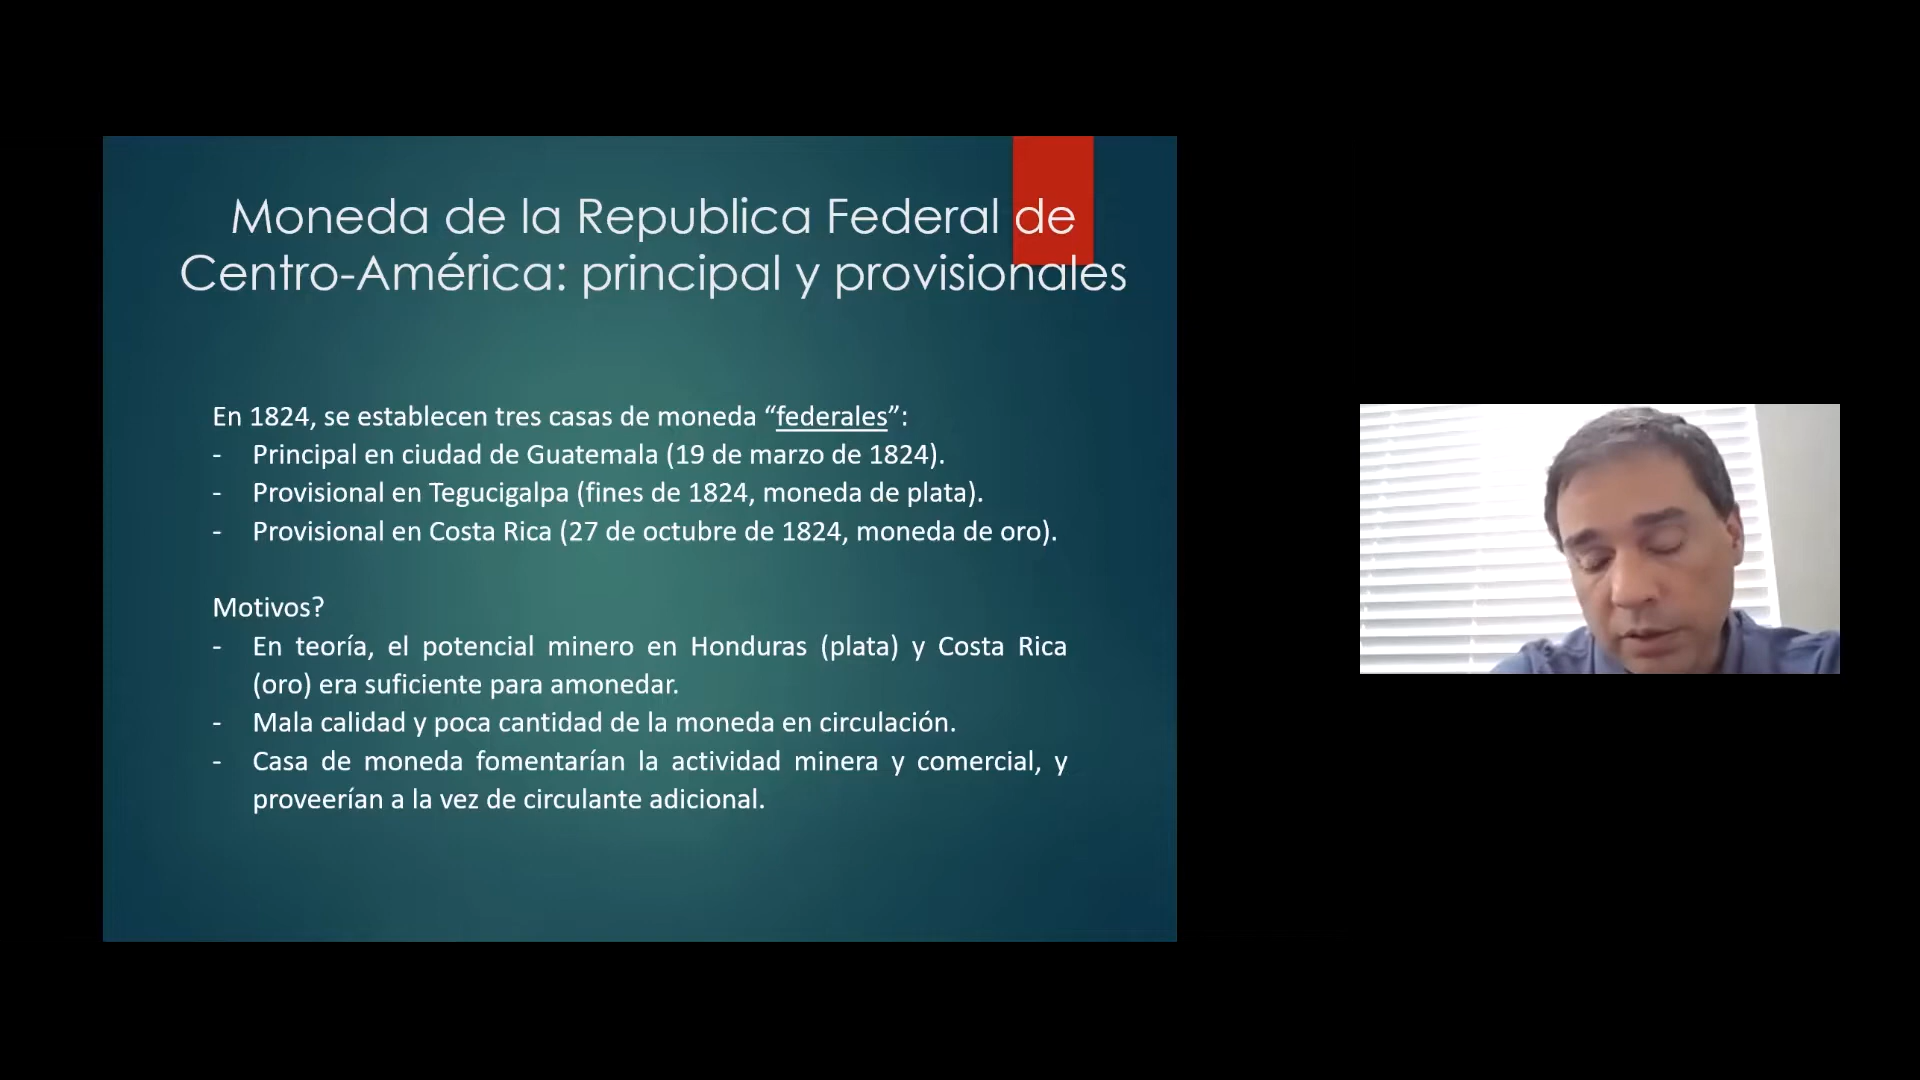 Moneda de la Republica Federal de
Centro-América: principal y provisionales
En 1824, se establecen tres casas de moneda “federales”:
- Principal en ciudad de Guatemala (19 de marzo de 1824).
- Provisional en Tegucigalpa (fines de 1824, moneda de plata).
- Provisional en Costa Rica (27 de octubre de 1824, moneda de oro).
Motivos?
- En teoría, el potencial minero en Honduras (plata) y Costa Rica
(oro) era suficiente para amonedar.
- Mala calidad y poca cantidad de la moneda en circulación.
- Casa de moneda fomentarían la actividad minera y comercial, y
proveerían a la vez de circulante adicional.